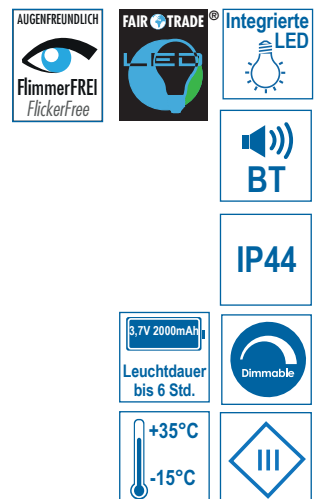 AUGENFREUNDLICH
FlimmerFREI
FlickerFree
FAIR TRADE ®
LED
Integrierte
LED
BT
IP44
3,7V 2000mAh
Leuchtdauer
bis 6 Std.
Dimmable
+35°C
-15°C
III